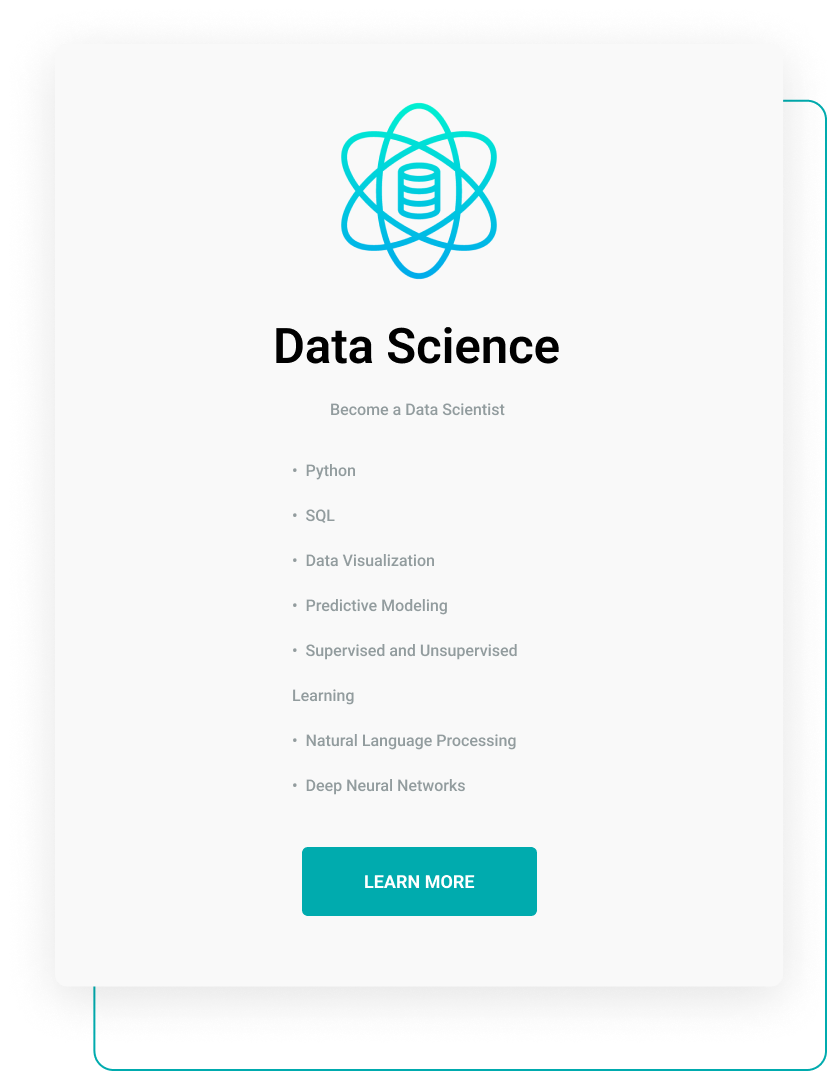 Data Science
Become a Data Scientist
• Python
• SQL
• Data Visualization
• Predictive Modeling
• Supervised and Unsupervised
Learning
• Natural Language Processing
• Deep Neural Networks
LEARN MORE